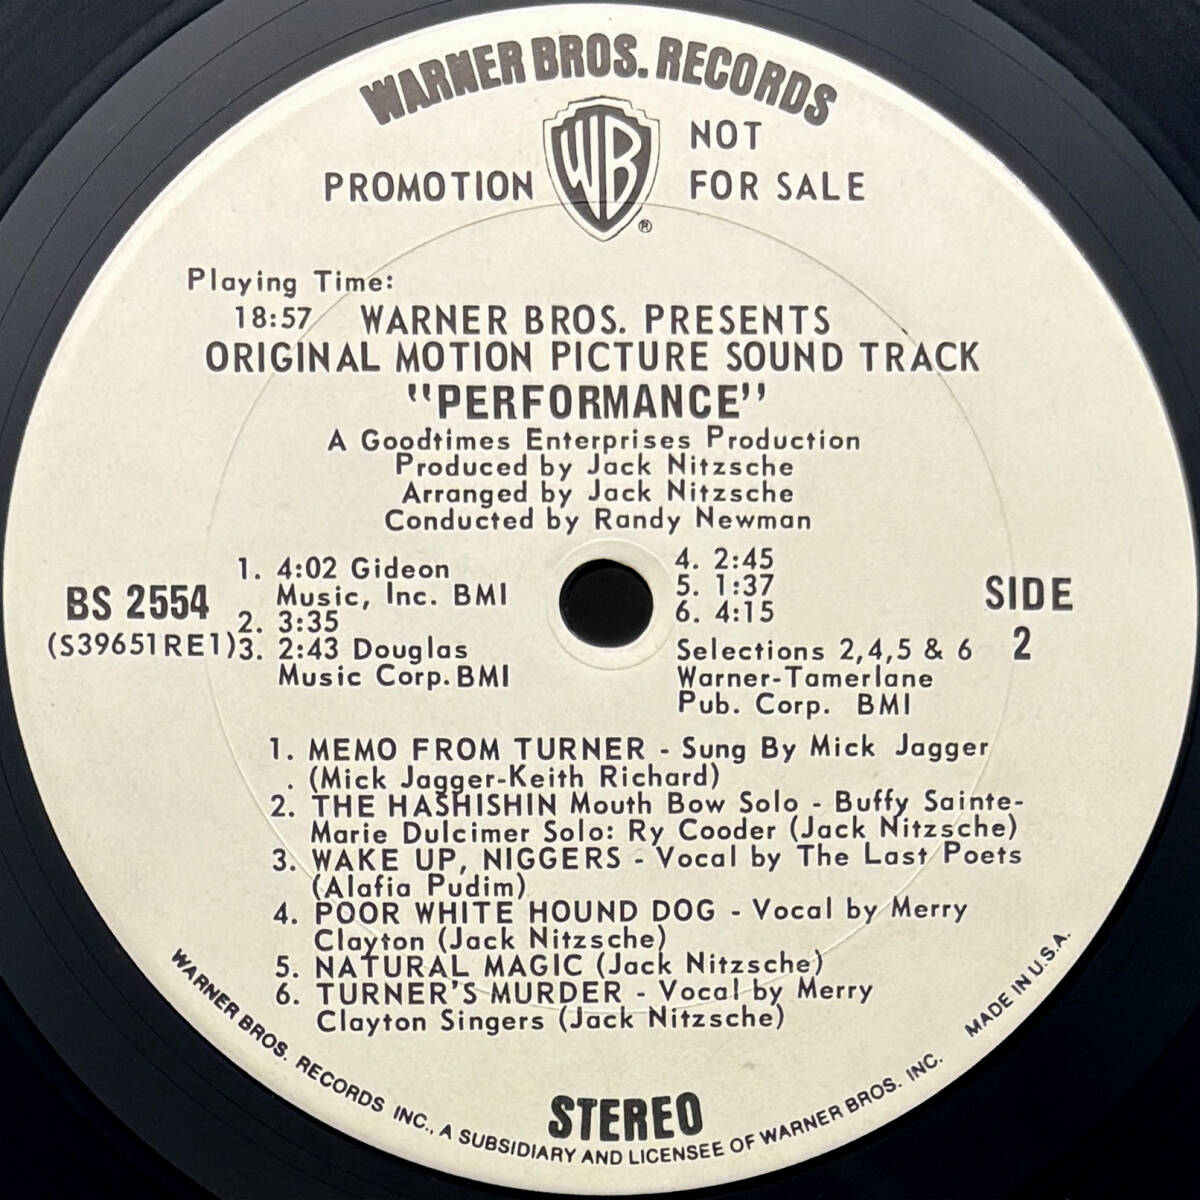 WARNER BROS. RECORDS
WB
®
NOT
PROMOTION FOR SALE
Playing Time:
18:57 WARNER BROS. PRESENTS
ORIGINAL MOTION PICTURE SOUND TRACK
"PERFORMANCE"
A Goodtimes Enterprises Production
Produced by Jack Nitzsche
Arranged by Jack Nitzsche
Conducted by Randy Newman
BS 2554
(S39651RE1)
1. 4:02 Gideon
Music, Inc. BMI
2. 3:35
3. 2:43 Douglas
Music Corp. BMI
4. 2:45
5. 1:37
6. 4:15
Selections 2,4,5 & 6
Warner-Tamerlane
Pub. Corp. BMI
SIDE
2
1. MEMO FROM TURNER - Sung By Mick Jagger
. (Mick Jagger-Keith Richard)
2. THE HASHISHIN Mouth Bow Solo - Buffy Sainte-
Marie Dulcimer Solo: Ry Cooder (Jack Nitzsche)
3. WAKE UP, NIGGERS - Vocal by The Last Poets
(Alafia Pudim)
4. POOR WHITE HOUND DOG - Vocal by Merry
Clayton (Jack Nitzsche)
5. NATURAL MAGIC (Jack Nitzsche)
6. TURNER'S MURDER - Vocal by Merry
Clayton Singers (Jack Nitzsche)
STEREO
WARNER BROS. RECORDS INC., A SUBSIDIARY AND LICENSEE OF WARNER BROS. INC. MADE IN U.S.A.